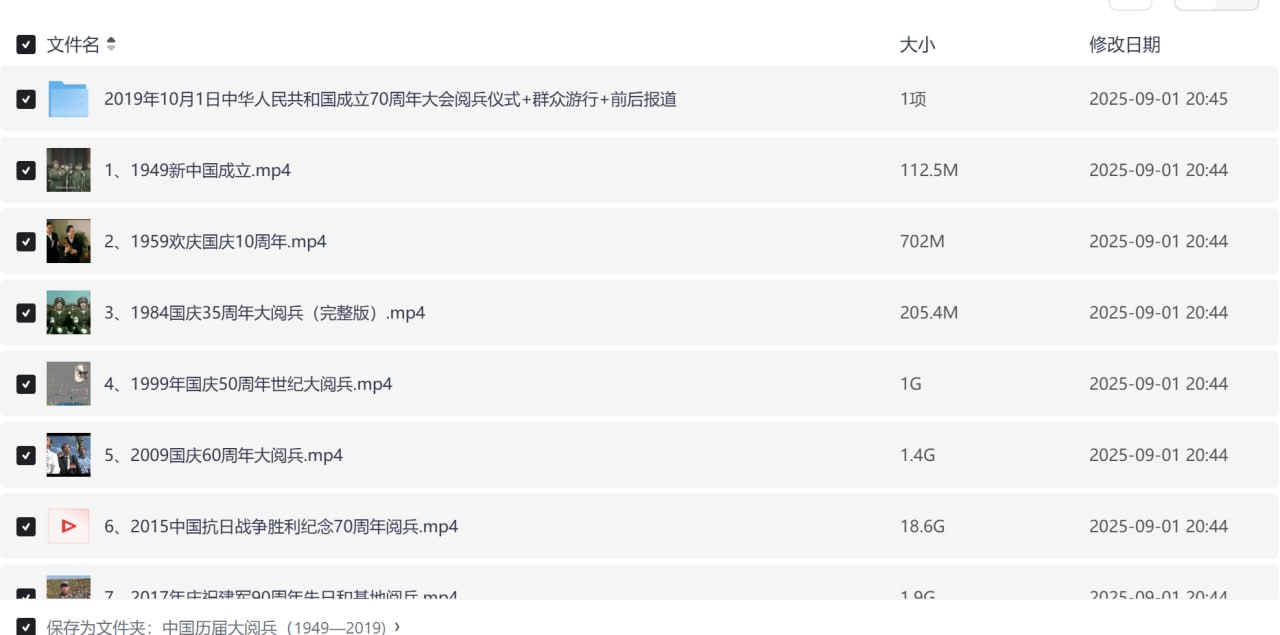 文件名 大小 修改日期
2019年10月1日中华人民共和国成立70周年大会阅兵仪式+群众游行+前后报道 1项 2025-09-01 20:45
1、1949新中国成立.mp4 112.5M 2025-09-01 20:44
2、1959欢庆国庆10周年.mp4 702M 2025-09-01 20:44
3、1984国庆35周年大阅兵（完整版）.mp4 205.4M 2025-09-01 20:44
4、1999年国庆50周年世纪大阅兵.mp4 1G 2025-09-01 20:44
5、2009国庆60周年大阅兵.mp4 1.4G 2025-09-01 20:44
6、2015中国抗日战争胜利纪念70周年阅兵.mp4 18.6G 2025-09-01 20:44
7、2017年庆祝建军90周年朱日和基地阅兵.mp4 1.9G 2025-09-01 20:44
保存为文件夹：中国历届大阅兵（1949—2019）